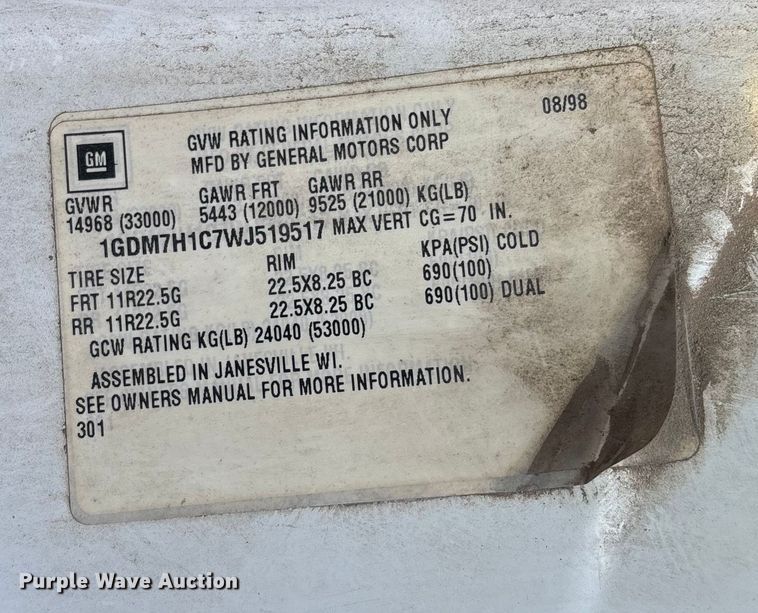 08/98
GM
GVW RATING INFORMATION ONLY
MFD BY GENERAL MOTORS CORP
GVWR GAWR FRT GAWR RR
14968 (33000) 5443 (12000) 9525 (21000) KG(LB)
1GDM7H1C7WJ519517 MAX VERT CG=70 IN.
TIRE SIZE RIM KPA(PSI) COLD
FRT 11R22.5G 22.5X8.25 BC 690(100)
RR 11R22.5G 22.5X8.25 BC 690(100) DUAL
GCW RATING KG(LB) 24040 (53000)
ASSEMBLED IN JANESVILLE WI.
SEE OWNERS MANUAL FOR MORE INFORMATION.
301
Purple Wave Auction